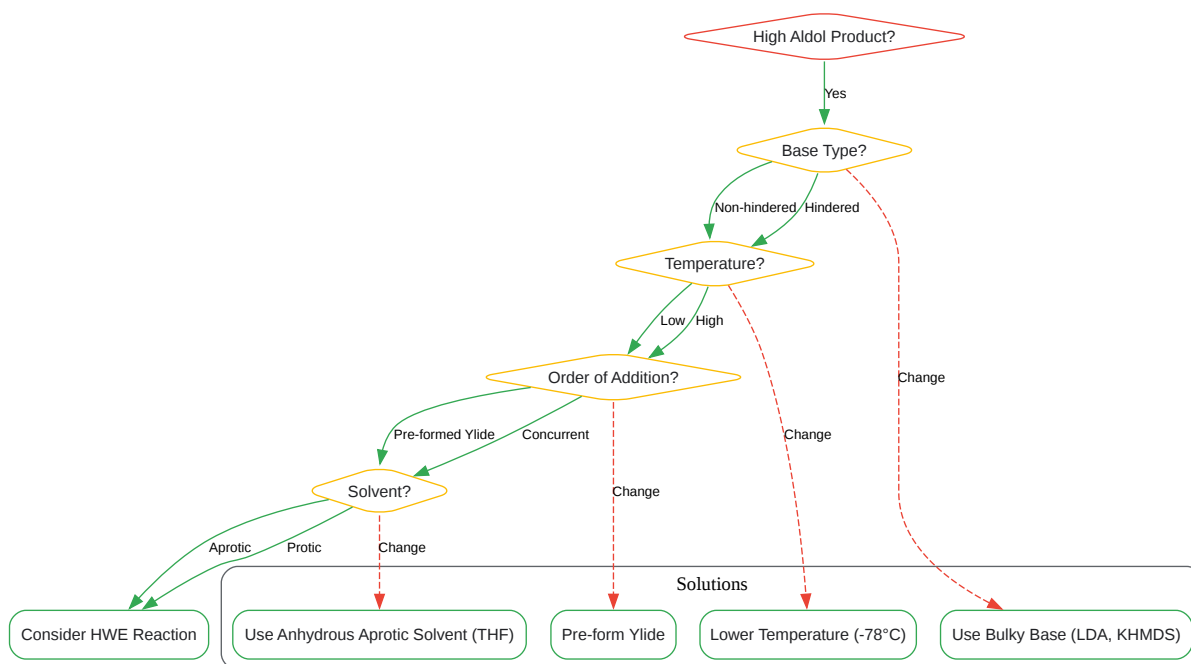 High Aldol Product?
Yes
Base Type?
Non-hindered
Hindered
Temperature?
Low
High
Change
Order of Addition?
Pre-formed Ylide
Concurrent
Change
Solvent?
Change
Aprotic
Protic
Change
Solutions
Consider HWE Reaction
Use Anhydrous Aprotic Solvent (THF)
Pre-form Ylide
Lower Temperature (-78°C)
Use Bulky Base (LDA, KHMDS)